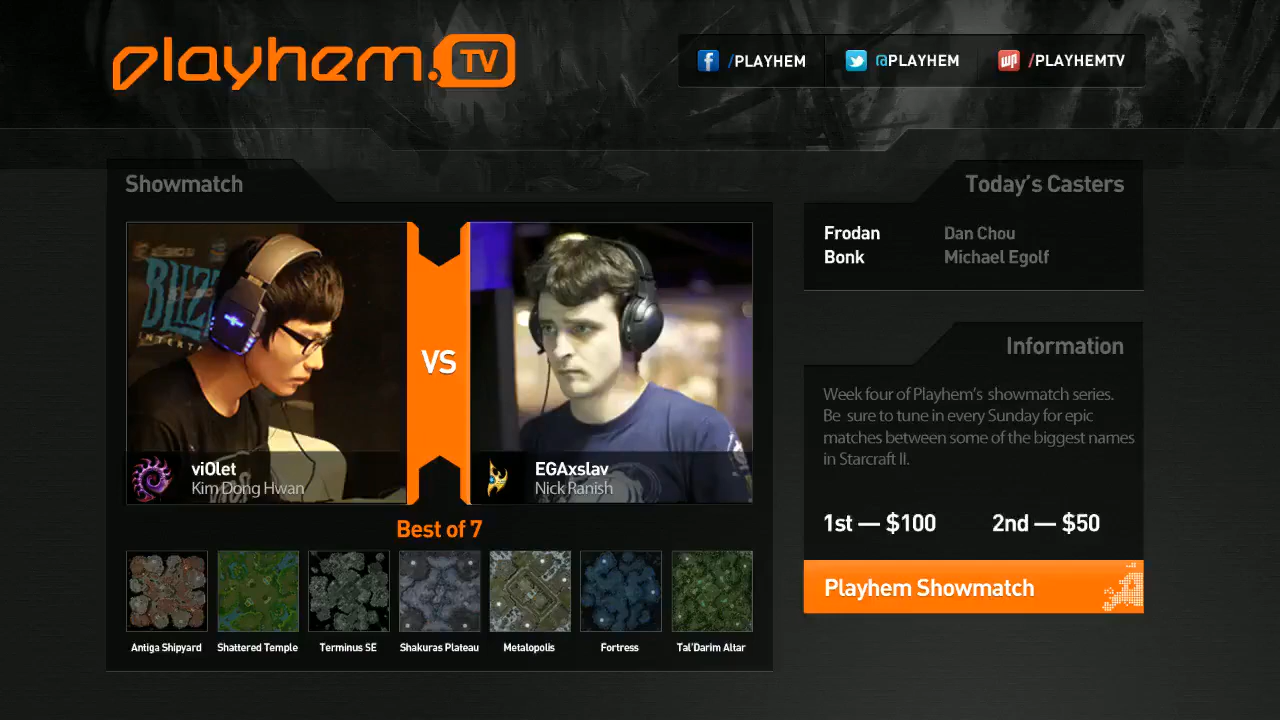 playhem.TV
/PLAYHEM
@PLAYHEM
/PLAYHEMTV
Showmatch
BLIZZ
VS
viOlet
Kim Dong Hwan
EGAxslav
Nick Ranish
Best of 7
Antiga Shipyard
Shattered Temple
Terminus SE
Shakuras Plateau
Metalopolis
Fortress
Tal'Darim Altar
Today's Casters
Frodan Dan Chou
Bonk Michael Egolf
Information
Week four of Playhem's showmatch series.
Be sure to tune in every Sunday for epic
matches between some of the biggest names
in Starcraft II.
1st — $100 2nd — $50
Playhem Showmatch